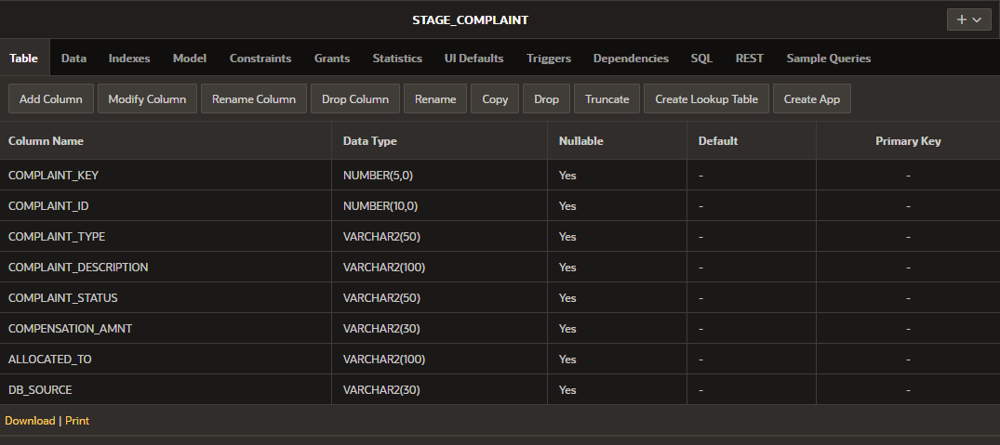 STAGE_COMPLAINT
Table Data Indexes Model Constraints Grants Statistics UI Defaults Triggers Dependencies SQL REST Sample Queries
Add Column Modify Column Rename Column Drop Column Rename Copy Drop Truncate Create Lookup Table Create App
Column Name Data Type Nullable Default Primary Key
COMPLAINT_KEY NUMBER(5,0) Yes - -
COMPLAINT_ID NUMBER(10,0) Yes - -
COMPLAINT_TYPE VARCHAR2(50) Yes - -
COMPLAINT_DESCRIPTION VARCHAR2(100) Yes - -
COMPLAINT_STATUS VARCHAR2(50) Yes - -
COMPENSATION_AMNT VARCHAR2(30) Yes - -
ALLOCATED_TO VARCHAR2(100) Yes - -
DB_SOURCE VARCHAR2(30) Yes - -
Download | Print